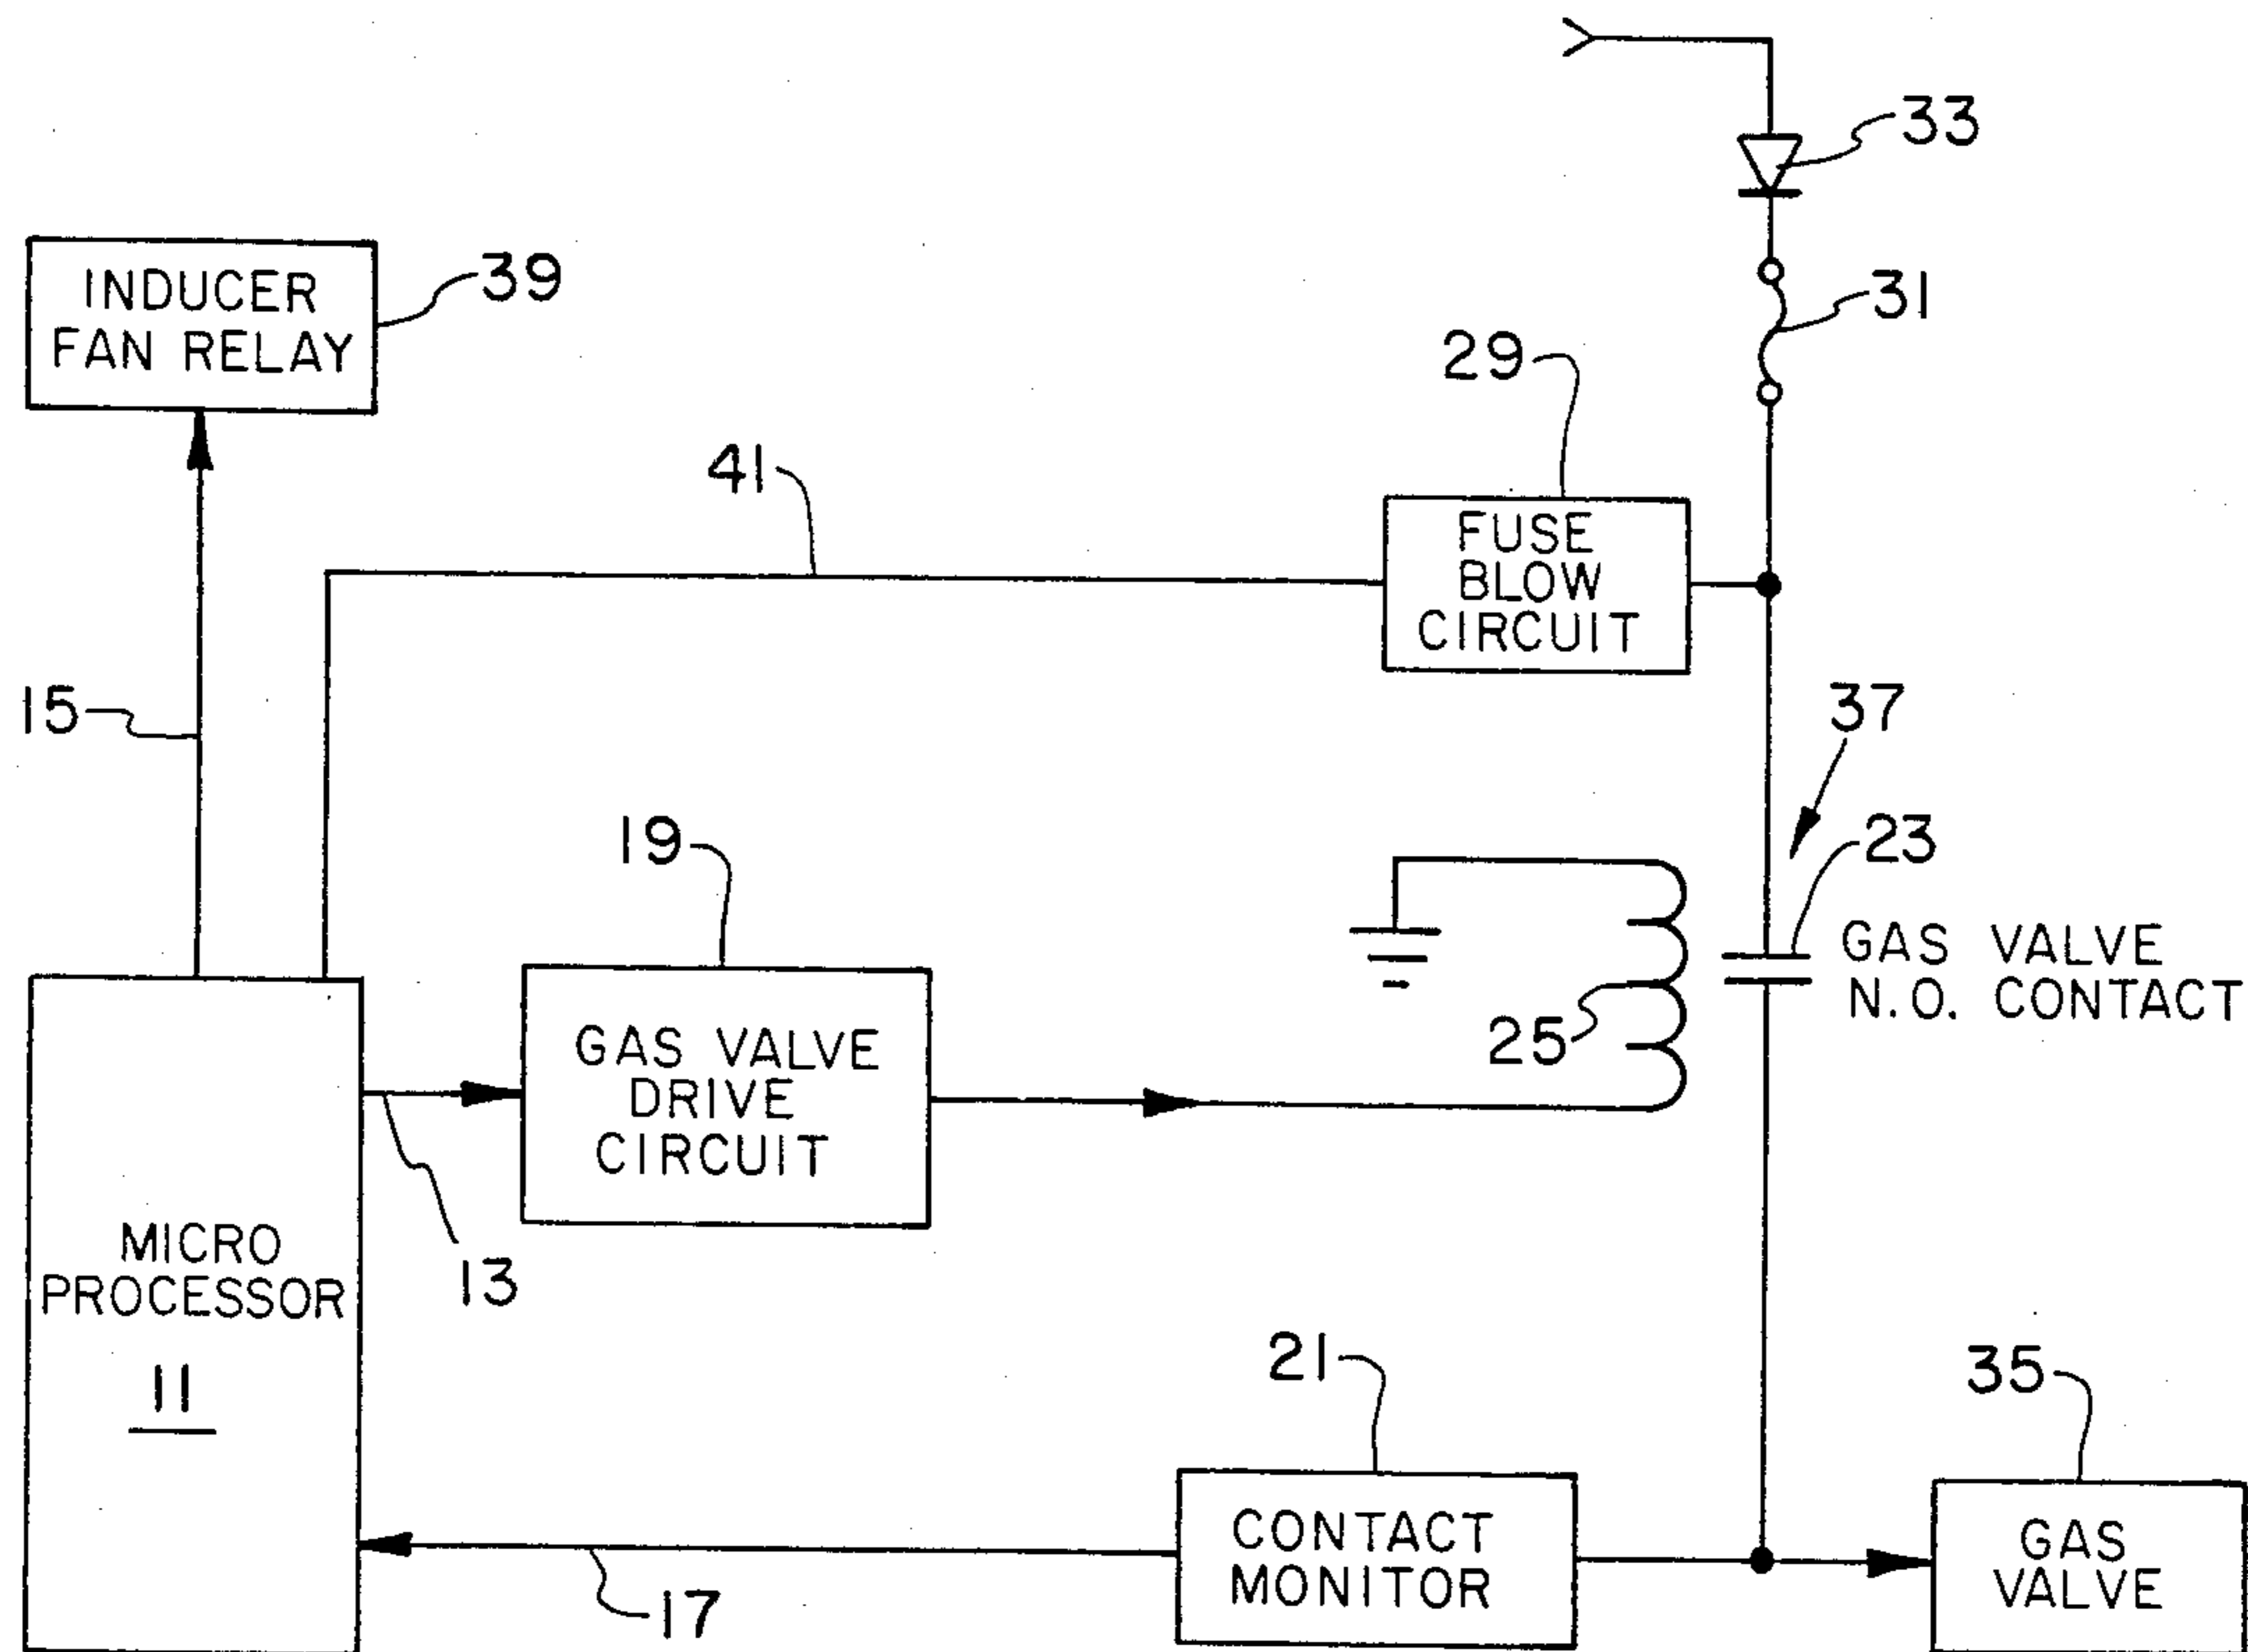 33
INDUCER
FAN RELAY
39
31
29
41
FUSE
BLOW
CIRCUIT
15
37
19
23
GAS VALVE
N.O. CONTACT
25
GAS VALVE
DRIVE
CIRCUIT
13
MICRO
PROCESSOR
11
21
35
CONTACT
MONITOR
GAS
VALVE
17